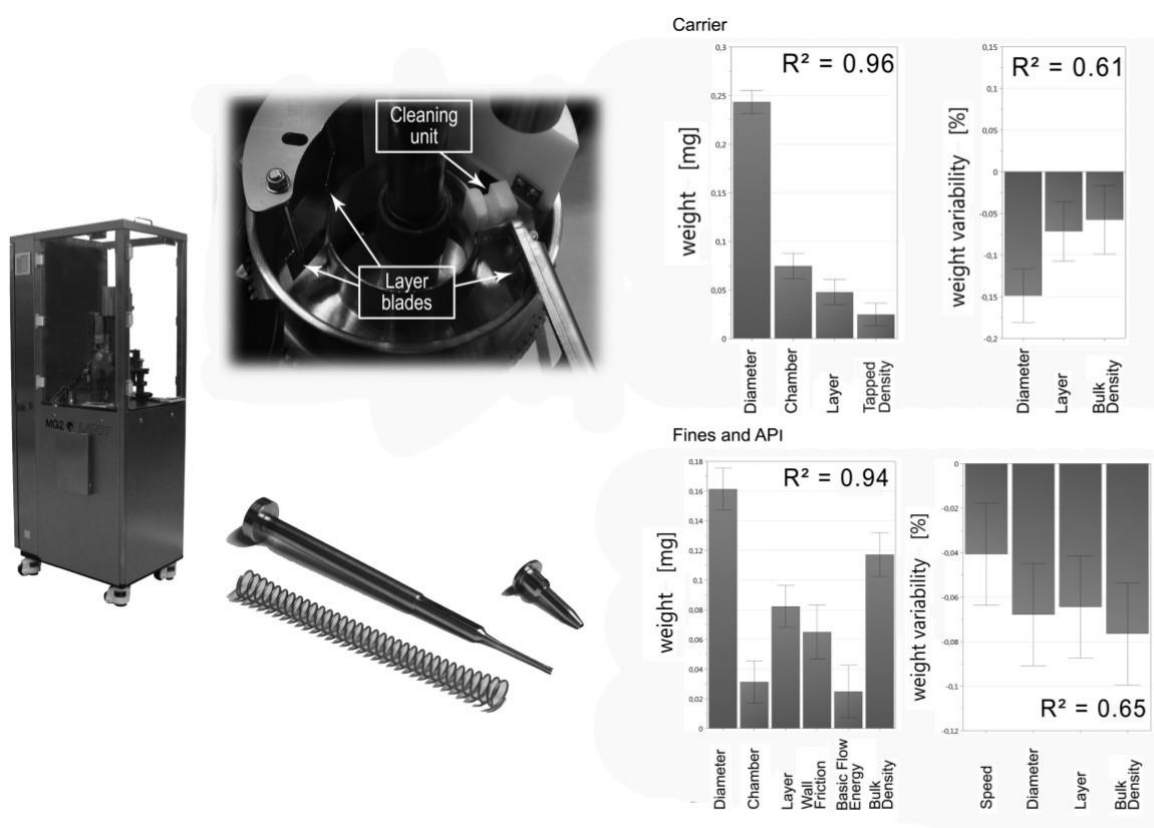 Carrier
Cleaning
unit
Layer
blades
MG2
R² = 0.96
weight [mg]
0,3
0,25
0,2
0,15
0,1
0,05
0
Diameter
Chamber
Layer
Tapped
Density
R² = 0.61
weight variability [%]
0,15
0,1
0,05
0
-0,05
-0,1
-0,15
-0,2
Diameter
Layer
Bulk
Density
Fines and API
R² = 0.94
weight [mg]
0,18
0,16
0,14
0,12
0,1
0,08
0,06
0,04
0,02
0
Diameter
Chamber
Layer
Wall
Friction
Basic Flow
Energy
Bulk
Density
R² = 0.65
weight variability [%]
0
-0,02
-0,04
-0,06
-0,08
-0,1
-0,12
Speed
Diameter
Layer
Bulk
Density